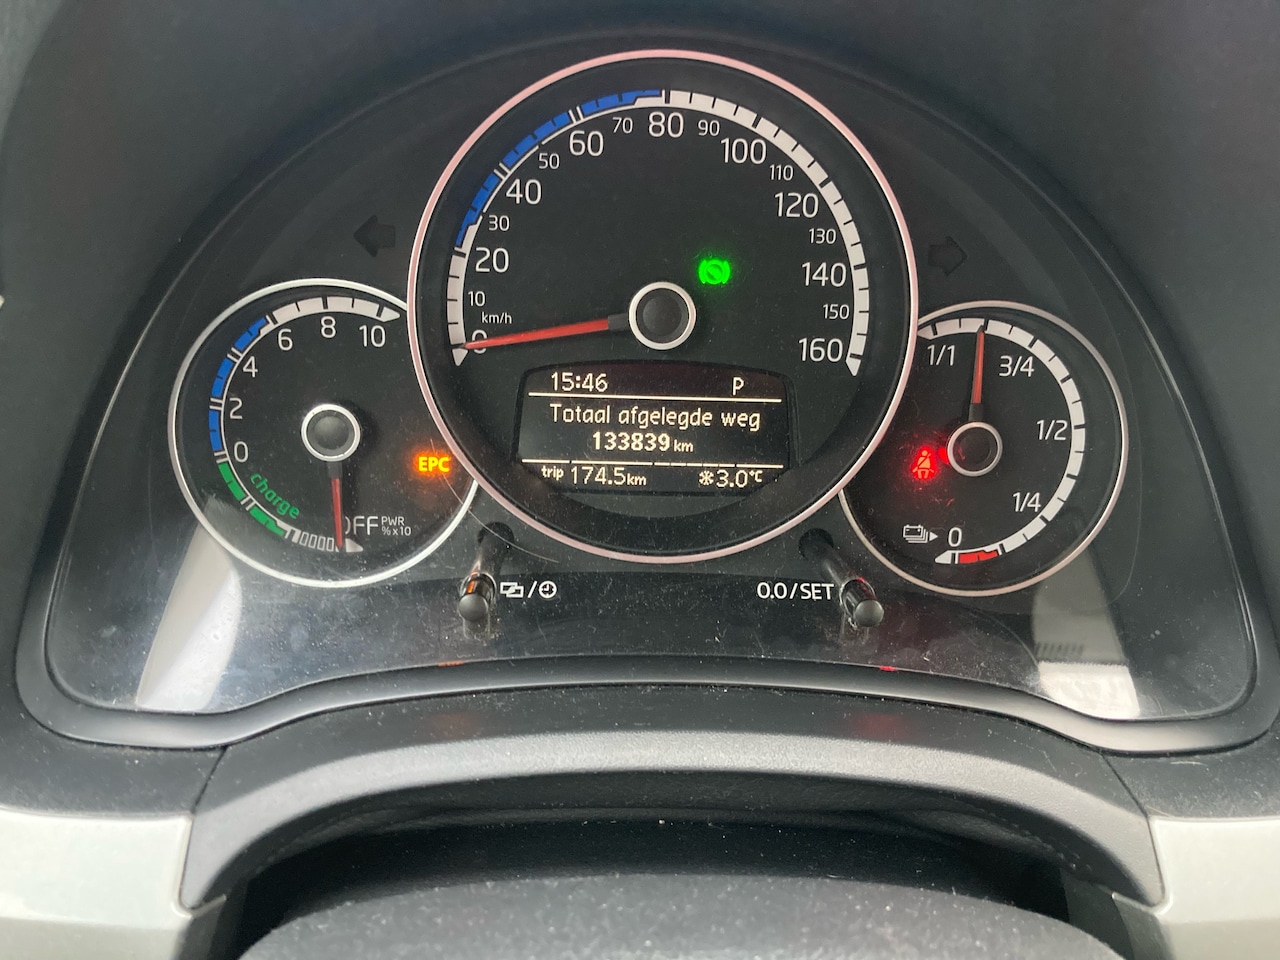 0
10
20
30
40
50
60
70
80
90
100
110
120
130
140
150
160
km/h
15:46 P
Totaal afgelegde weg
133839 km
trip 174.5km *3.0°C
0
2
4
6
8
10
charge
OFF PWR
%x10
EPC
1/1
3/4
1/2
1/4
0
/
0.0/SET